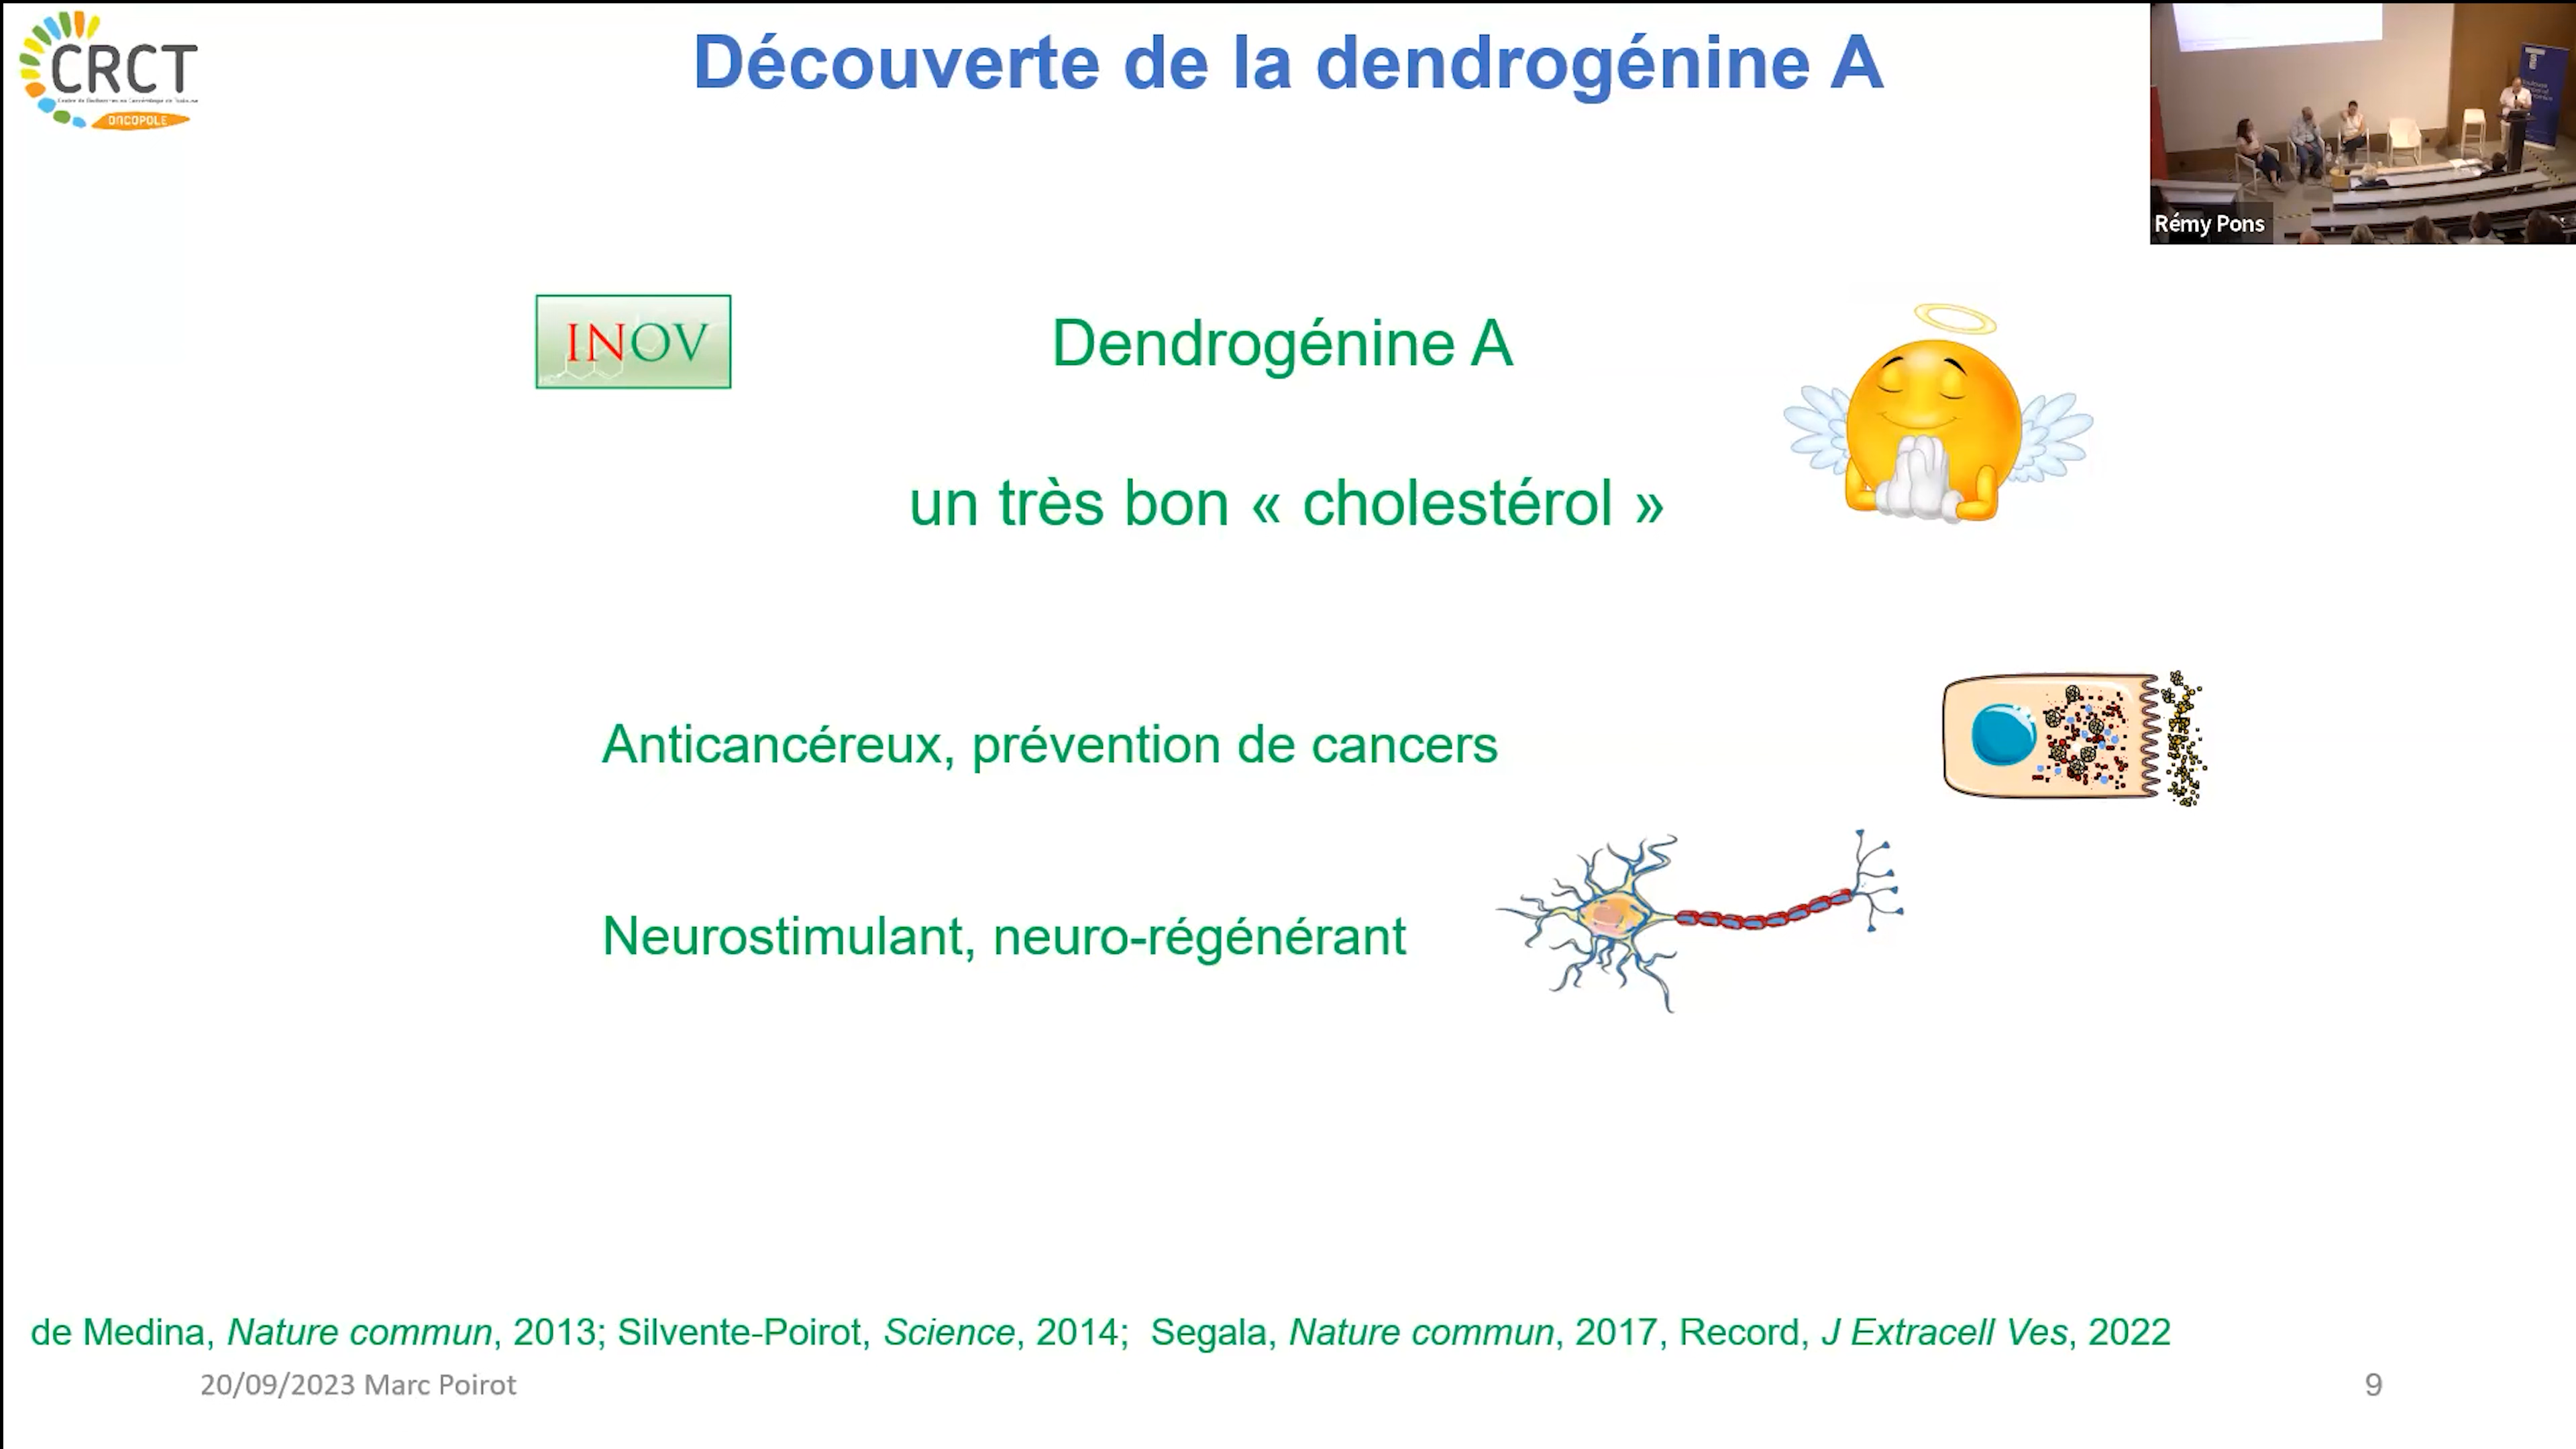 CRCT
ONCOPOLE
Découverte de la dendrogénine A
Rémy Pons
INOV
Dendrogénine A
un très bon « cholestérol »
Anticancéreux, prévention de cancers
Neurostimulant, neuro-régénérant
de Medina, Nature commun, 2013; Silvente-Poirot, Science, 2014; Segala, Nature commun, 2017, Record, J Extracell Ves, 2022
20/09/2023 Marc Poirot
9